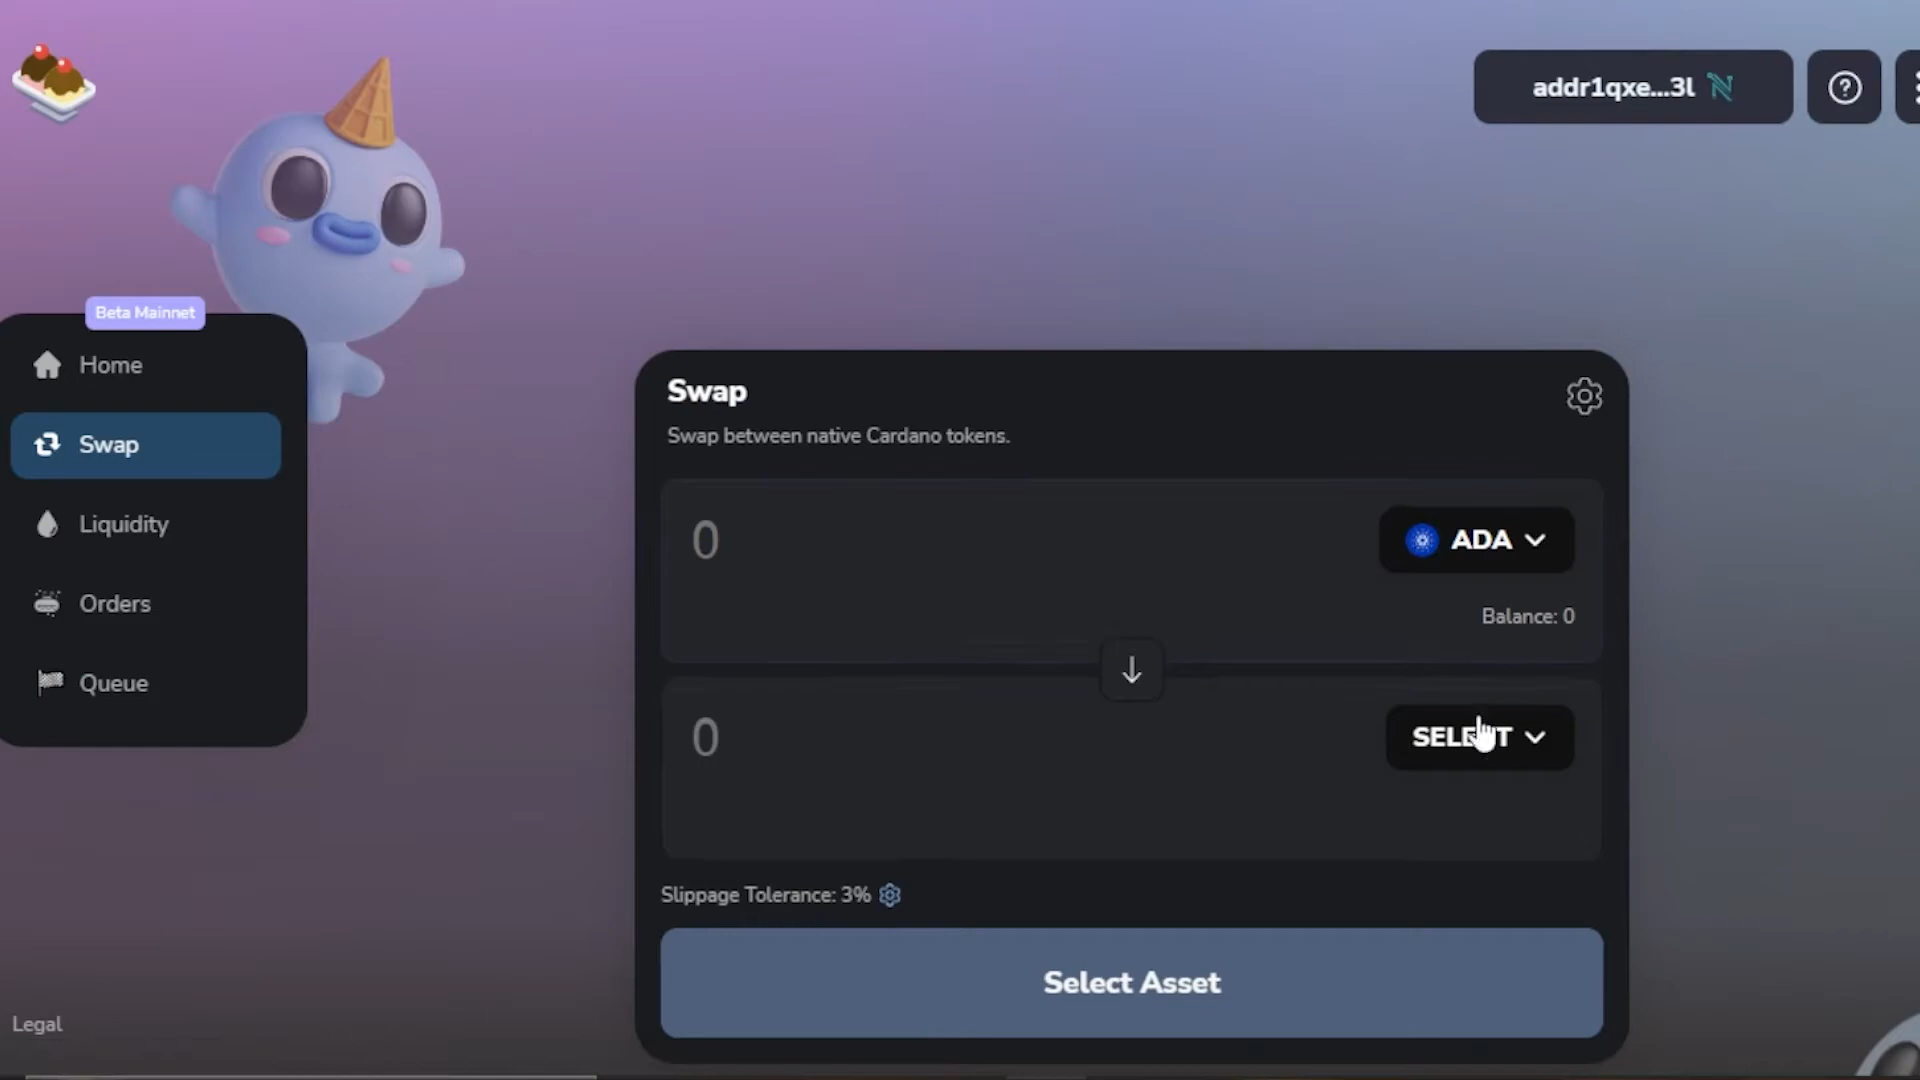 addr1qxe...3l
Beta Mainnet
Home
Swap
Liquidity
Orders
Queue
Legal
Swap
Swap between native Cardano tokens.
0
ADA
Balance: 0
0
SELECT
Slippage Tolerance: 3%
Select Asset